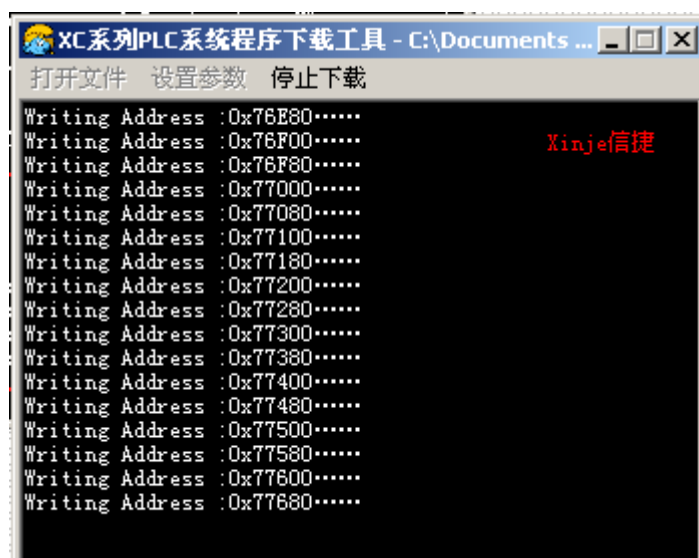 XC系列PLC系统程序下载工具 - C:\Documents ...
打开文件 设置参数 停止下载
Writing Address :0x76E80······
Writing Address :0x76F00······
Xinje信捷
Writing Address :0x76F80······
Writing Address :0x77000······
Writing Address :0x77080······
Writing Address :0x77100······
Writing Address :0x77180······
Writing Address :0x77200······
Writing Address :0x77280······
Writing Address :0x77300······
Writing Address :0x77380······
Writing Address :0x77400······
Writing Address :0x77480······
Writing Address :0x77500······
Writing Address :0x77580······
Writing Address :0x77600······
Writing Address :0x77680······